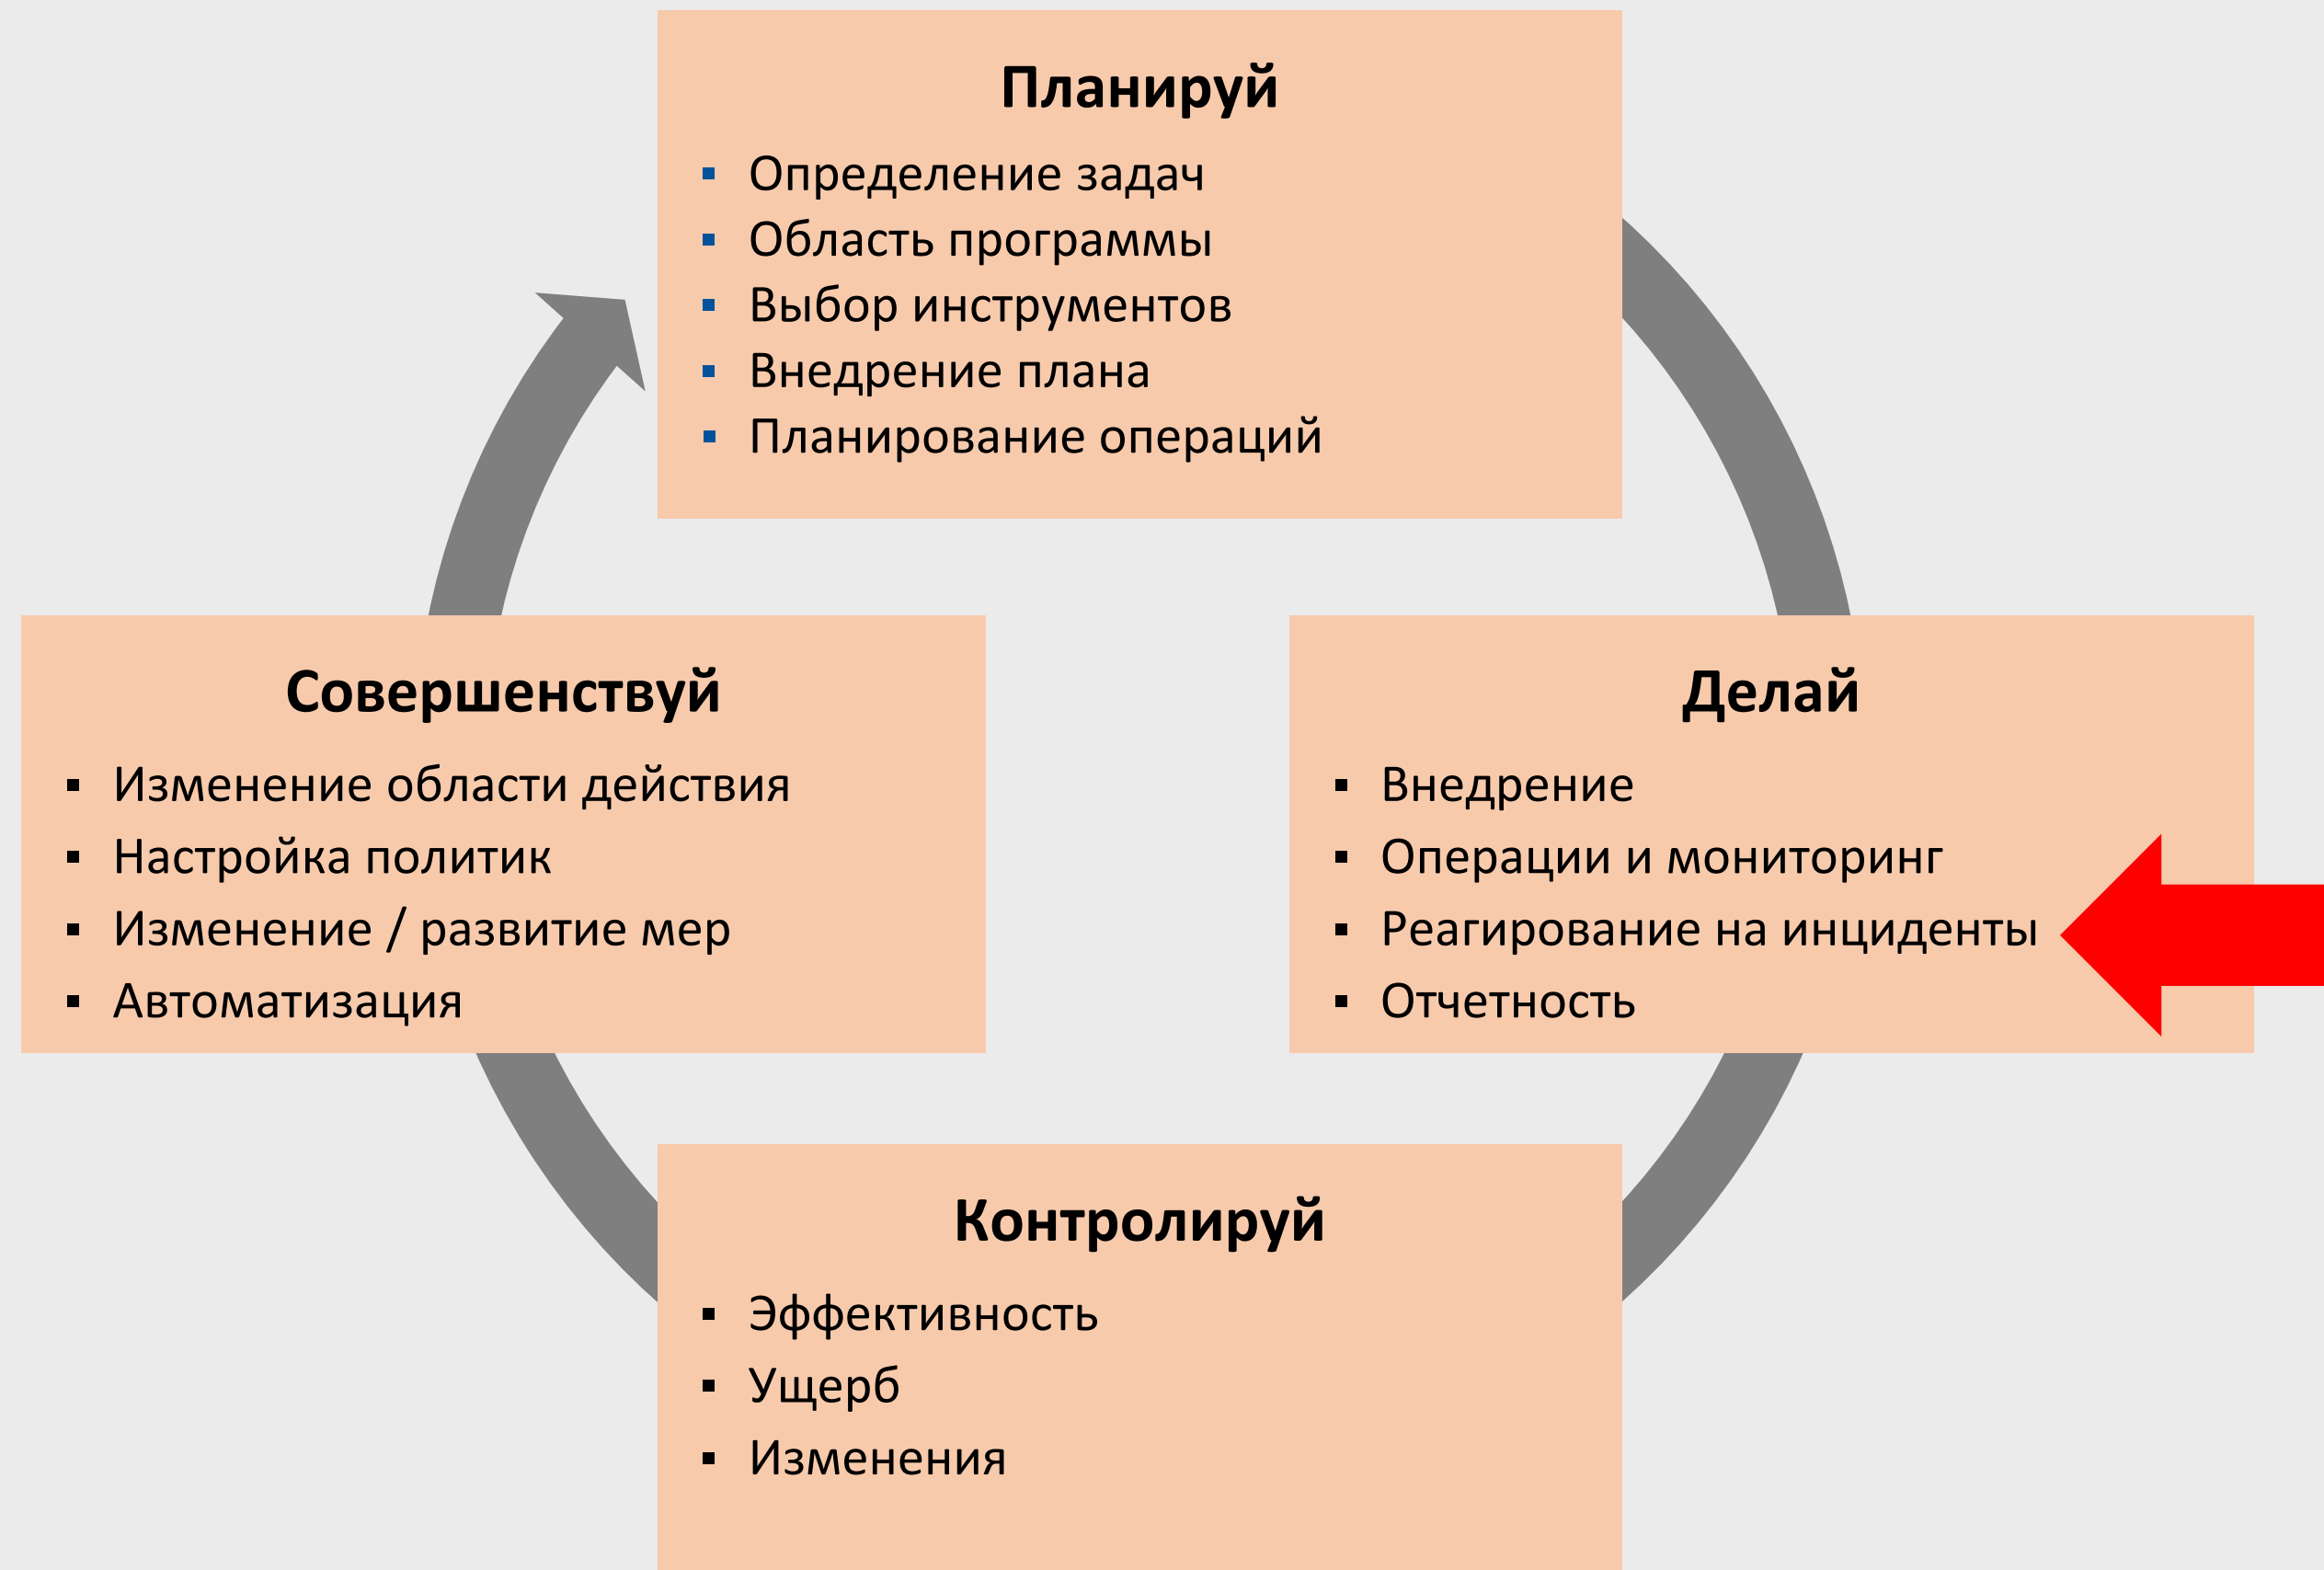 Планируй
Определение задач
Область программы
Выбор инструментов
Внедрение плана
Планирование операций
Совершенствуй
Изменение области действия
Настройка политик
Изменение / развитие мер
Автоматизация
Делай
Внедрение
Операции и мониторинг
Реагирование на инциденты
Отчетность
Контролируй
Эффективность
Ущерб
Изменения